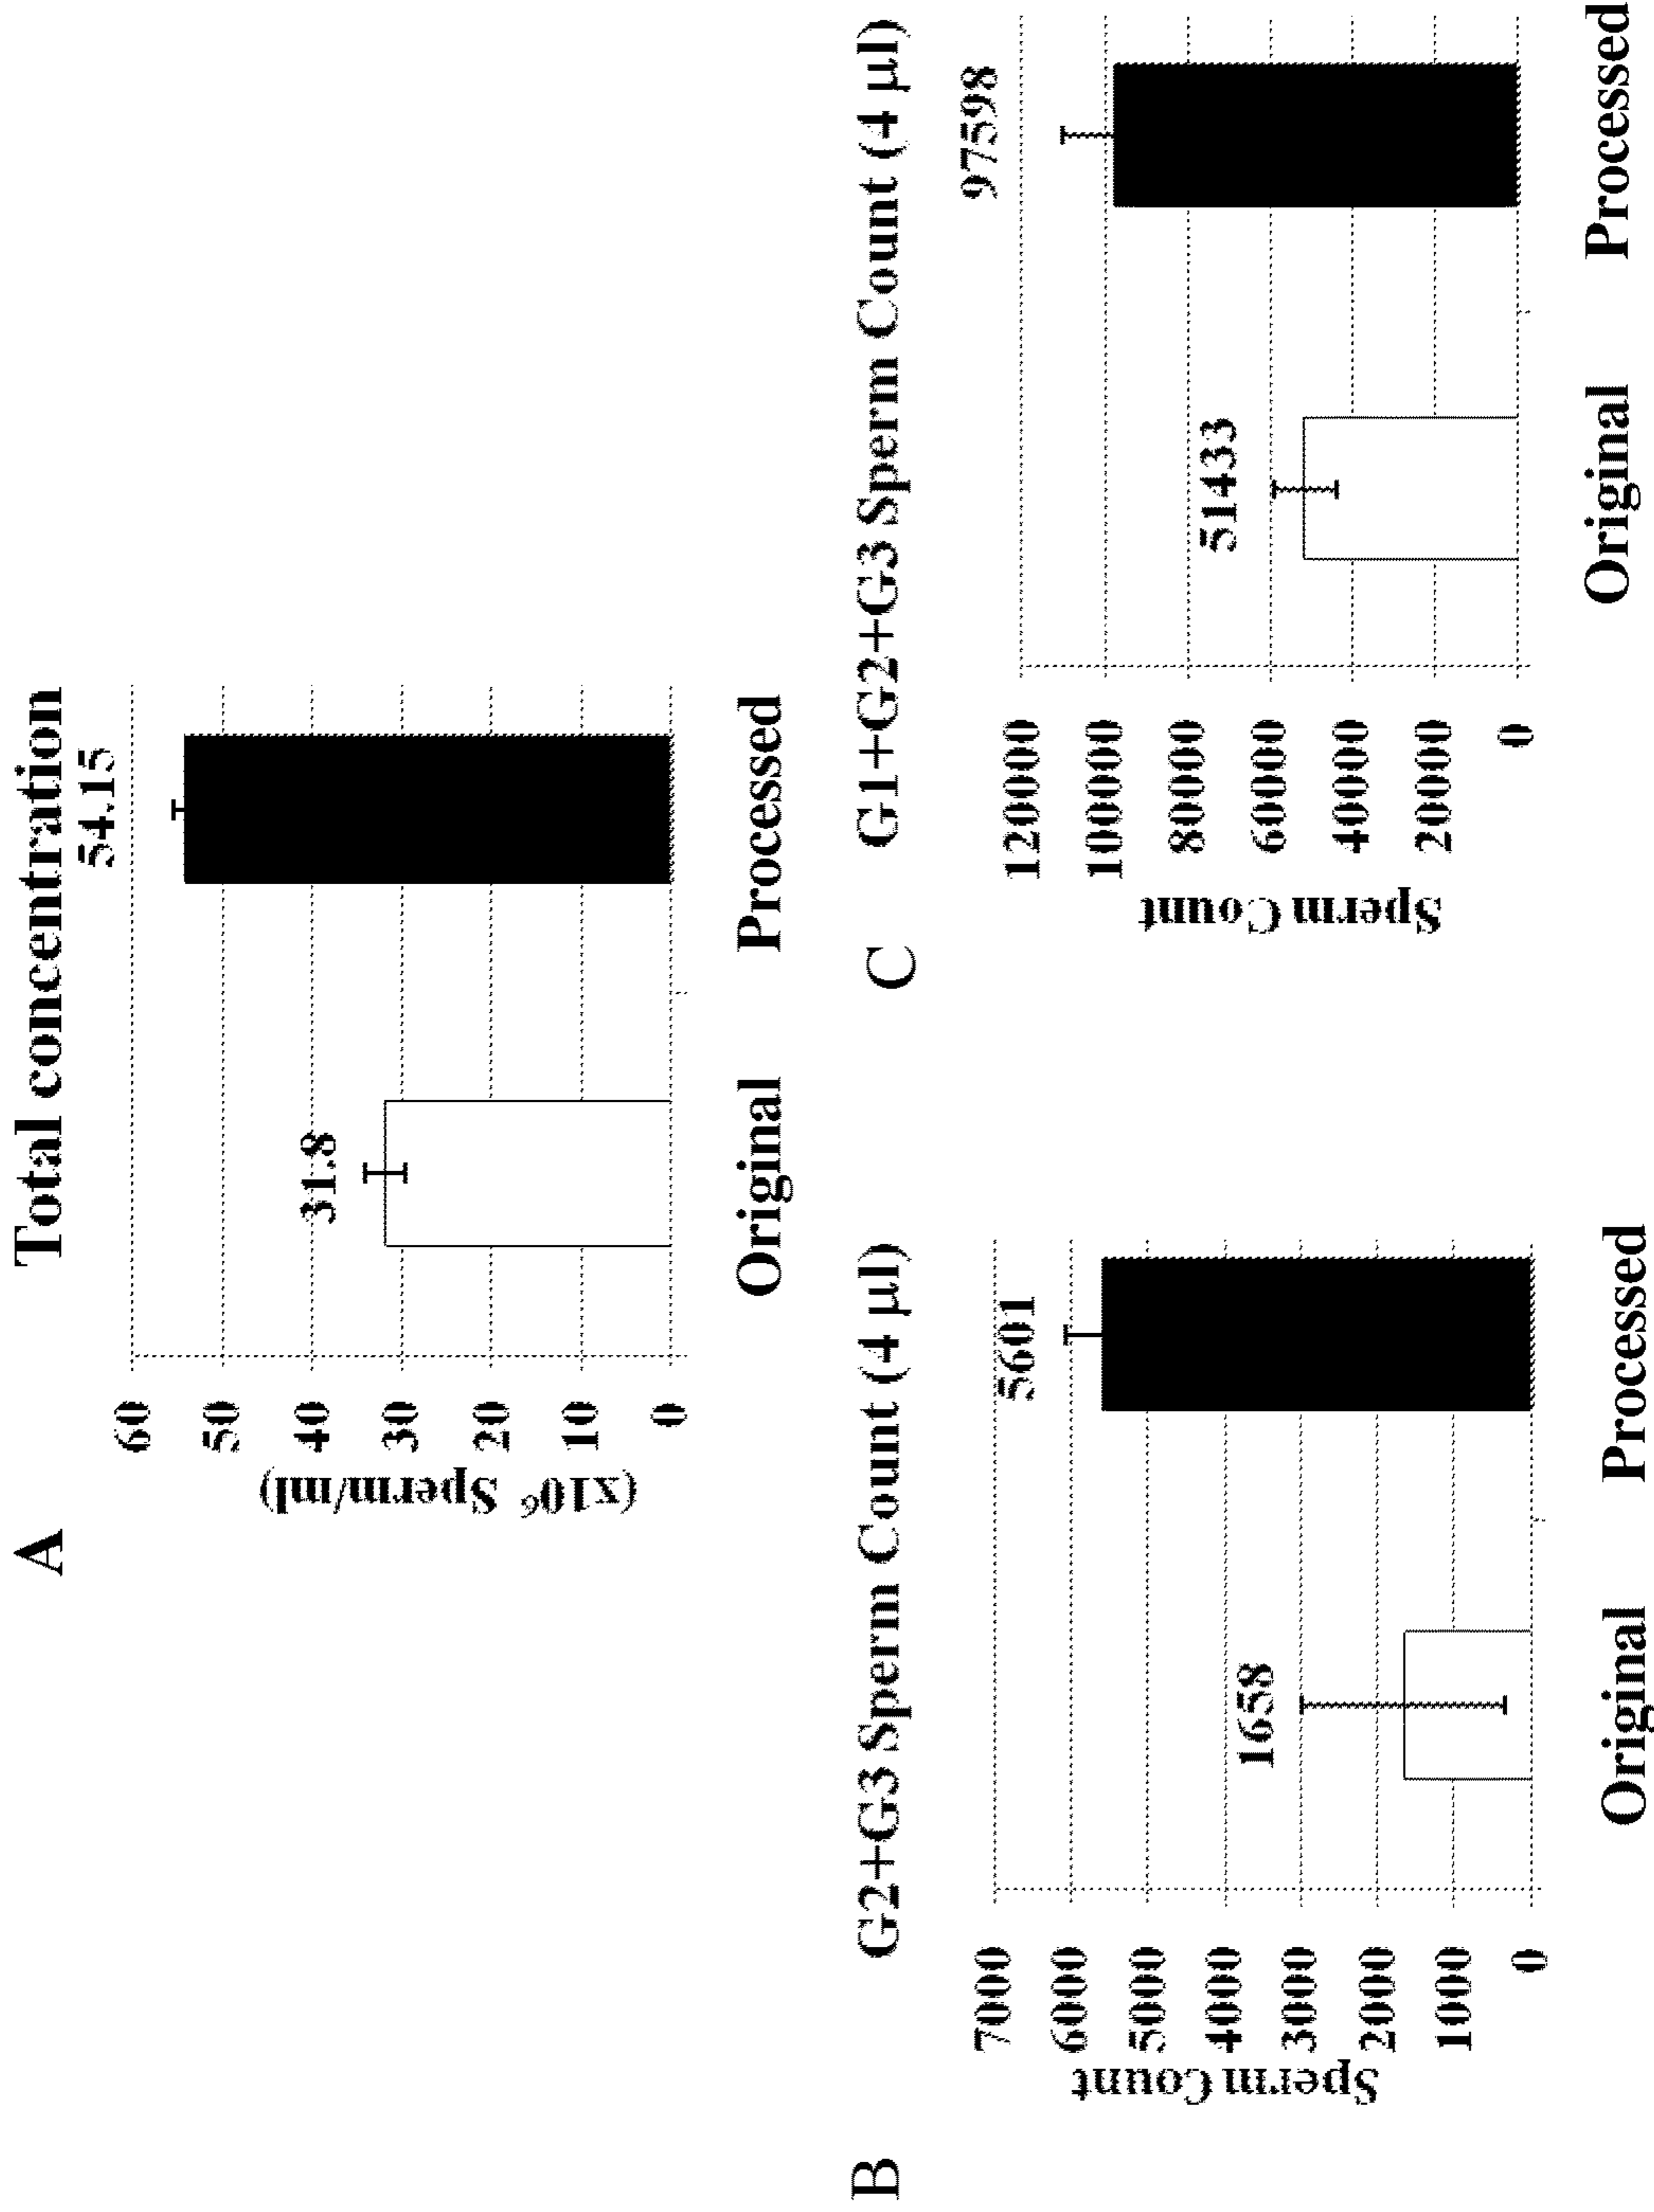 A
Total concentration
(x10⁶ Sperm/ml)
60
50
40
30
20
10
0
31.8
54.15
Original
Processed
B
G2+G3 Sperm Count (4 µl)
Sperm Count
7000
6000
5000
4000
3000
2000
1000
0
1658
5601
Original
Processed
C
G1+G2+G3 Sperm Count (4 µl)
Sperm Count
120000
100000
80000
60000
40000
20000
0
51433
97598
Original
Processed